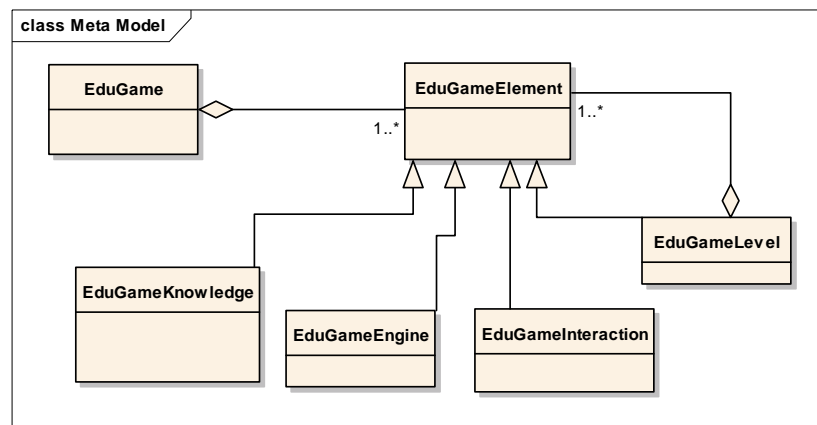 class Meta Model
EduGame
EduGameElement
1..*
1..*
EduGameLevel
EduGameKnowledge
EduGameEngine
EduGameInteraction